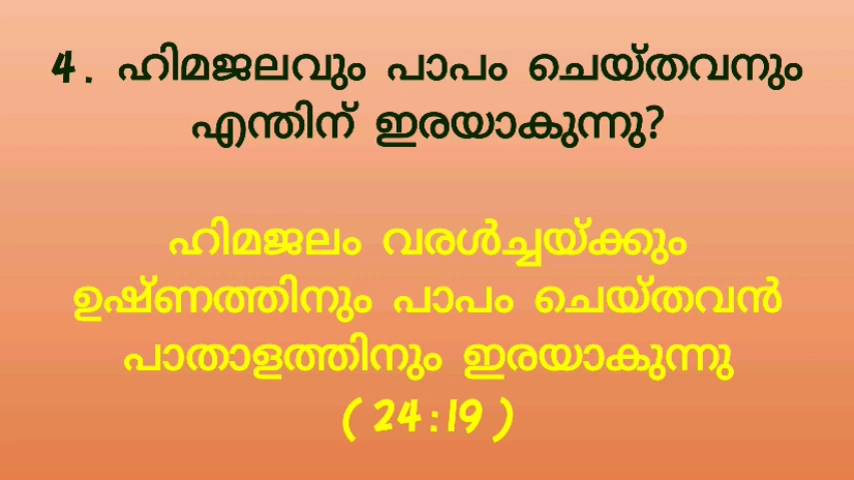 4. ഹിമജലവും പാപം ചെയ്തവനും
എന്തിന് ഇരയാകുന്നു?
ഹിമജലം വരൾച്ചയ്ക്കും
ഉഷ്ണത്തിനും പാപം ചെയ്തവൻ
പാതാളത്തിനും ഇരയാകുന്നു
( 24:19 )